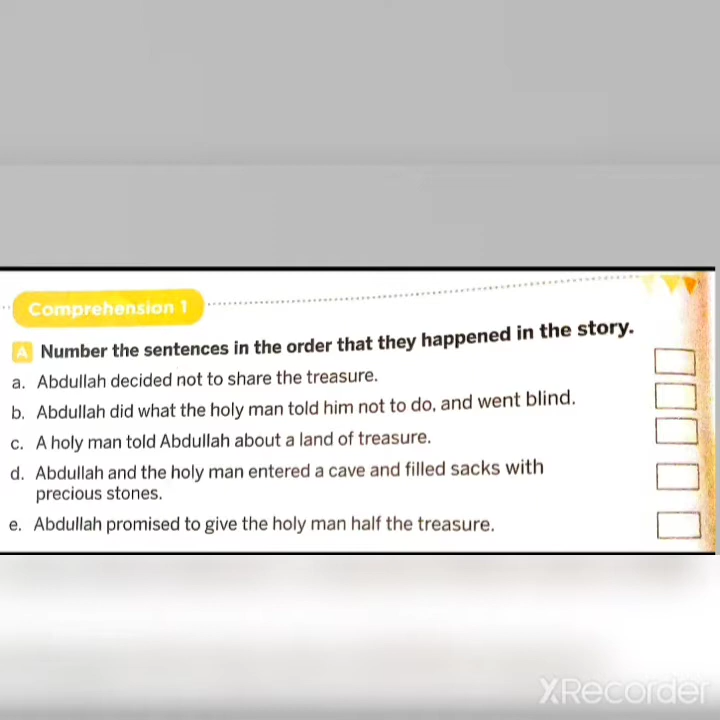 Comprehension 1
A Number the sentences in the order that they happened in the story.
a. Abdullah decided not to share the treasure.
b. Abdullah did what the holy man told him not to do, and went blind.
c. A holy man told Abdullah about a land of treasure.
d. Abdullah and the holy man entered a cave and filled sacks with
precious stones.
e. Abdullah promised to give the holy man half the treasure.
XRecorder